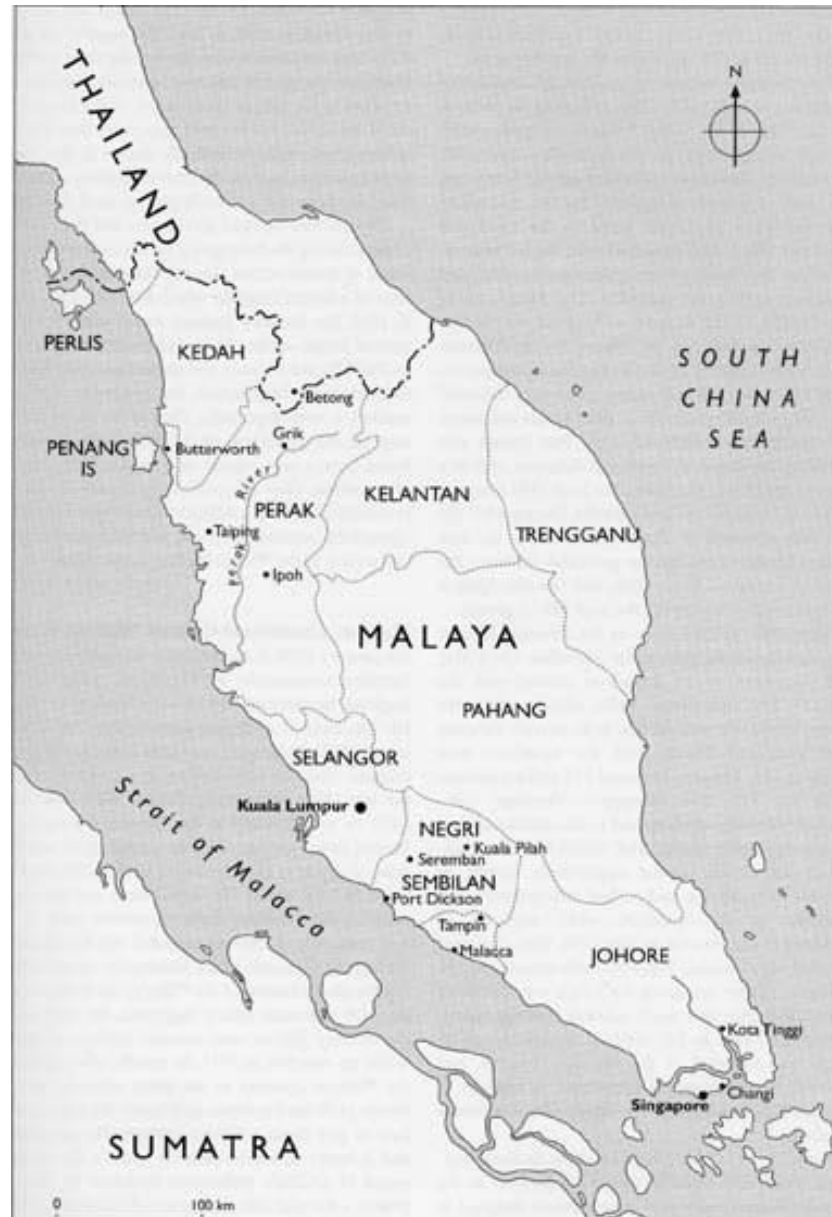 THAILAND
N
PERLIS
KEDAH
SOUTH
CHINA
SEA
Betong
Grik
PENANG
IS
Butterworth
Perak River
PERAK
KELANTAN
Taiping
TRENGGANU
Ipoh
MALAYA
PAHANG
SELANGOR
Kuala Lumpur
Strait of Malacca
NEGRI
Kuala Pilah
Seremban
SEMBILAN
Port Dickson
Tampin
Malacca
JOHORE
Kota Tinggi
Changi
Singapore
SUMATRA
0 100 km